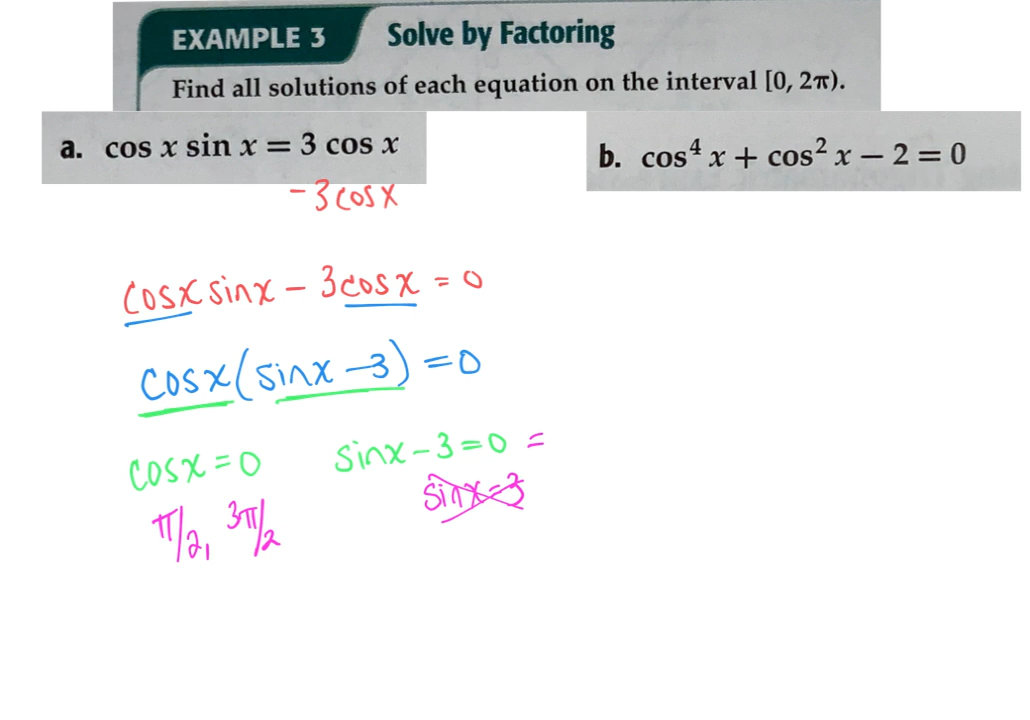 EXAMPLE 3 Solve by Factoring
Find all solutions of each equation on the interval [0, 2π).
a. cos x sin x = 3 cos x
-3cosx
cosx sinx - 3cosx = 0
cosx(sinx-3) = 0
cosx=0 sinx-3=0 =
π/2, 3π/2 sinx=3
b. cos⁴ x + cos² x − 2 = 0